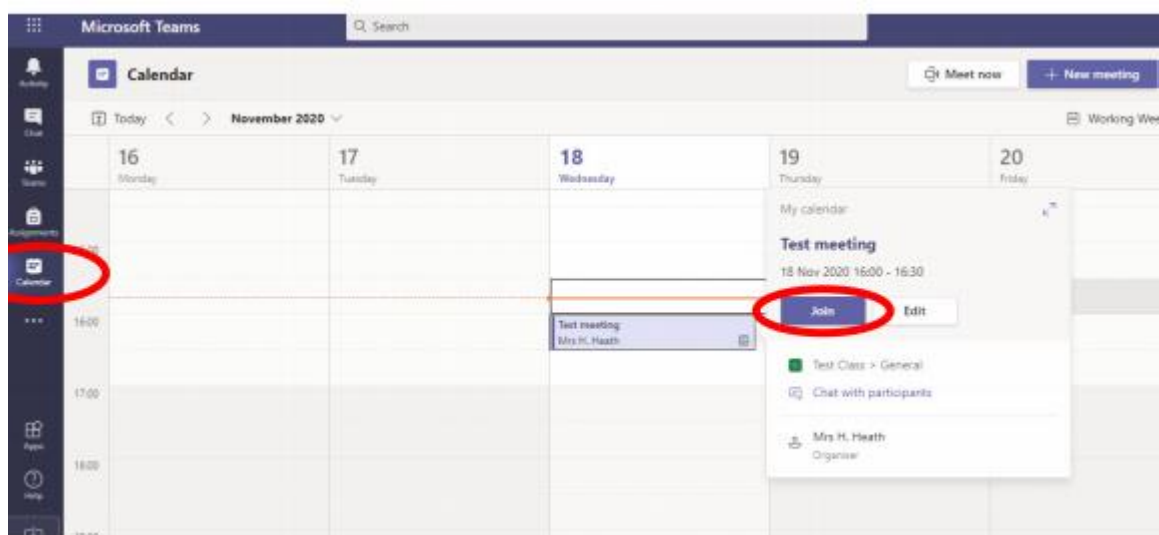 Microsoft Teams
Search
Activity
Chat
Teams
Assignments
Calendar
Apps
Help
Calendar
Meet now
+ New meeting
Today
November 2020
Working Wee
16
Monday
17
Tuesday
18
Wednesday
19
Thursday
20
Friday
16:00
17:00
18:00
Test meeting
Mrs H. Heath
My calendar
Test meeting
18 Nov 2020 16:00 - 16:30
Join
Edit
Test Class > General
Chat with participants
Mrs H. Heath
Organiser